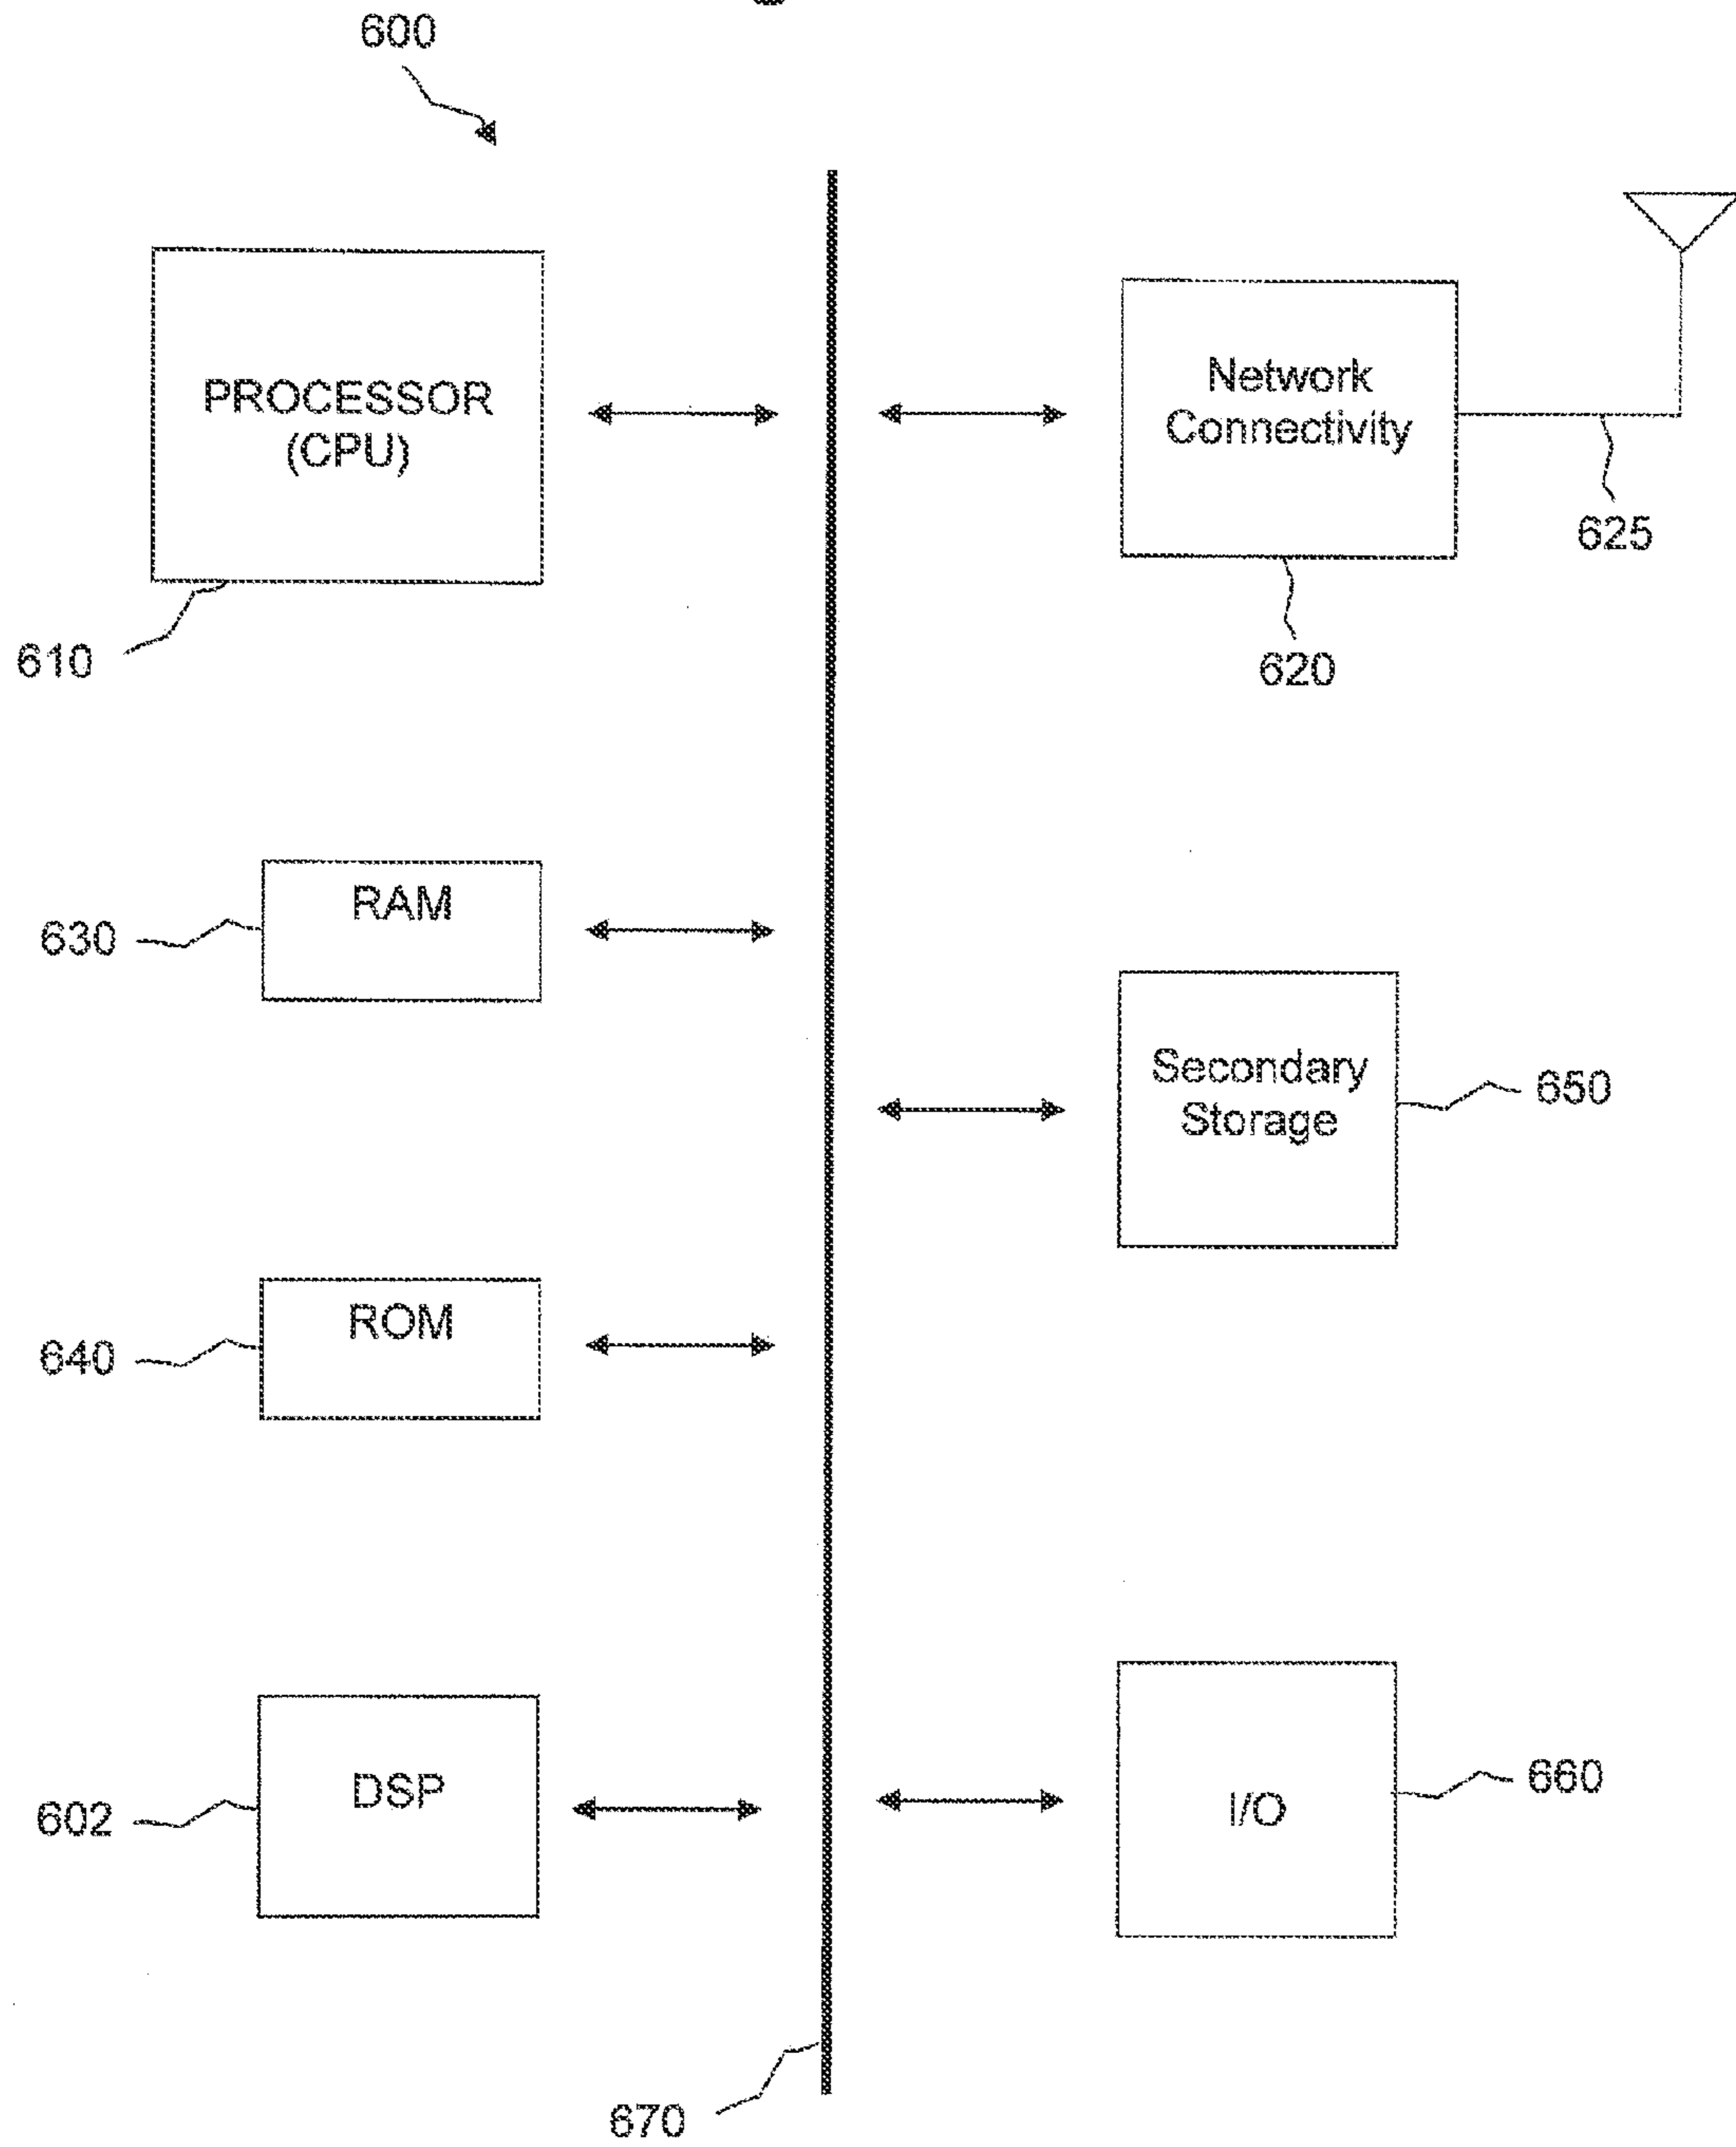 600
PROCESSOR
(CPU)
610
Network
Connectivity
625
620
RAM
630
Secondary
Storage
650
ROM
640
DSP
602
I/O
660
670